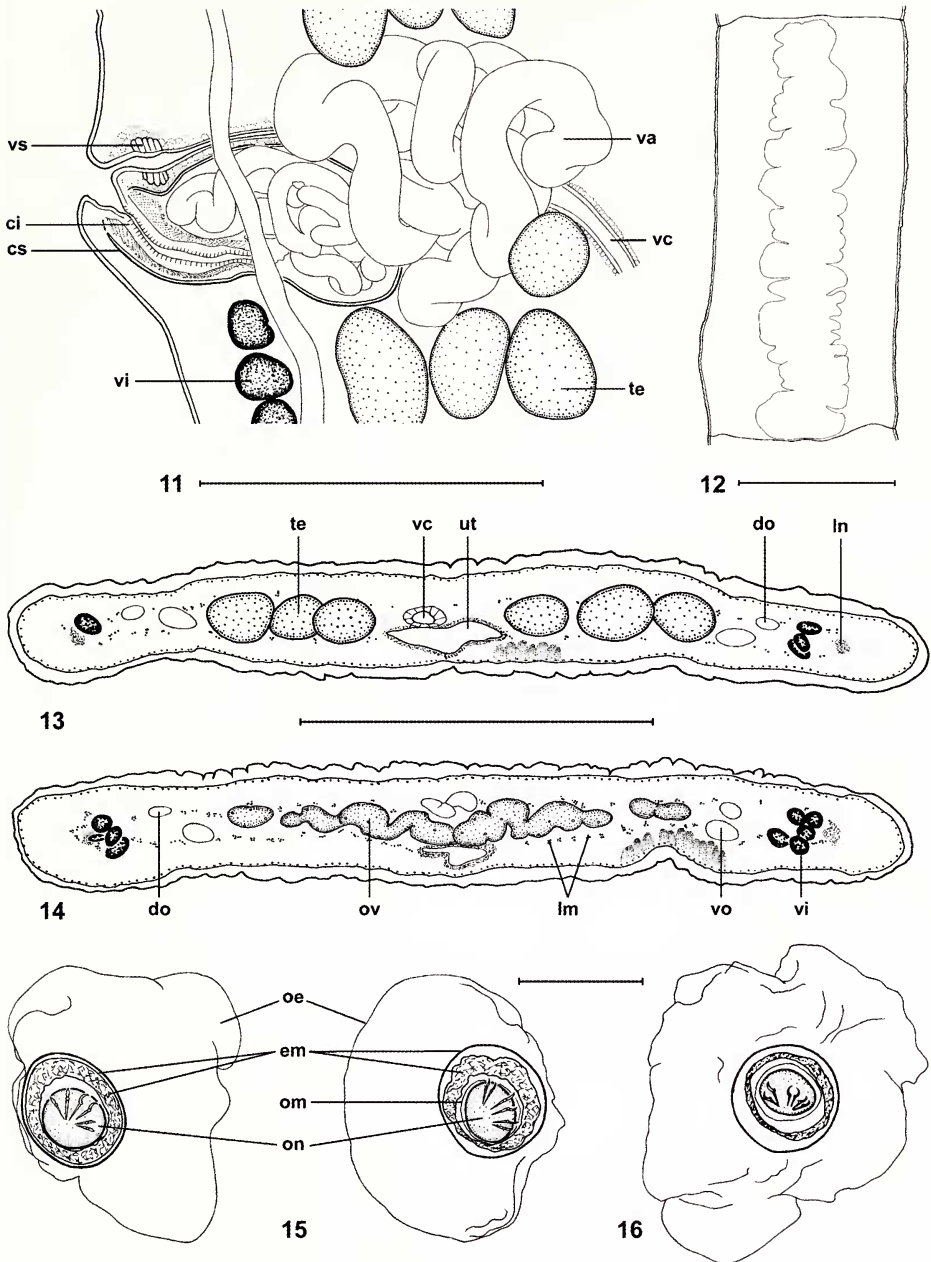 vs
va
ci
cs
vc
vi
te
11
12
te vc ut do ln
13
14
do ov lm vo vi
oe
em
om
on
15
16